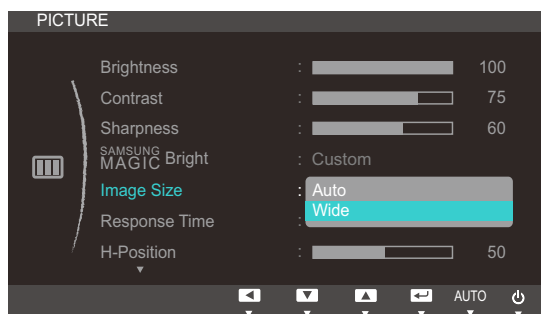 PICTURE
Brightness : 100
Contrast : 75
Sharpness : 60
SAMSUNG
MAGIC Bright : Custom
Image Size : Auto
Wide
Response Time :
H-Position : 50
AUTO